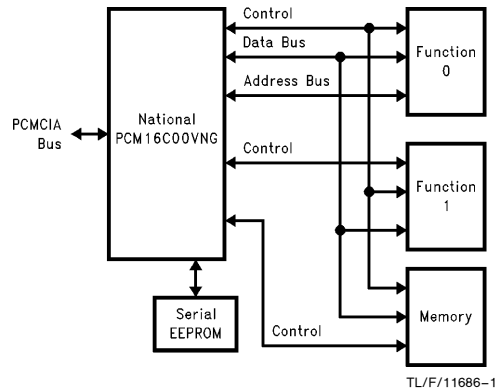 Control
Data Bus
Function
0
Address Bus
National
PCM16C00VNG
PCMCIA
Bus
Control
Function
1
Serial
EEPROM
Control
Memory
TL/F/11686–1